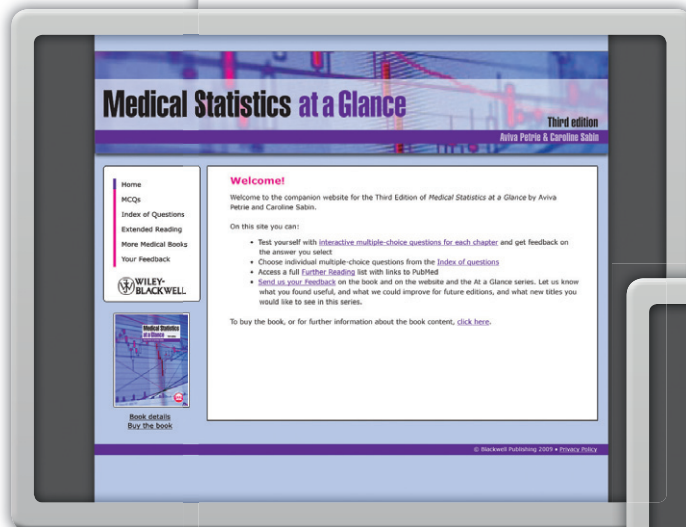 Medical Statistics at a Glance
Third edition
Aviva Petrie & Caroline Sabin
Home
MCQs
Index of Questions
Extended Reading
More Medical Books
Your Feedback
WILEY-
BLACKWELL
Medical Statistics
at a Glance
Book details
Buy the book
Welcome!
Welcome to the companion website for the Third Edition of Medical Statistics at a Glance by Aviva
Petrie and Caroline Sabin.
On this site you can:
• Test yourself with interactive multiple-choice questions for each chapter and get feedback on
the answer you select
• Choose individual multiple-choice questions from the Index of questions
• Access a full Further Reading list with links to PubMed
• Send us your Feedback on the book and on the website and the At a Glance series. Let us know
what you found useful, and what we could improve for future editions, and what new titles you
would like to see in this series.
To buy the book, or for further information about the book content, click here.
© Blackwell Publishing 2009 • Privacy Policy